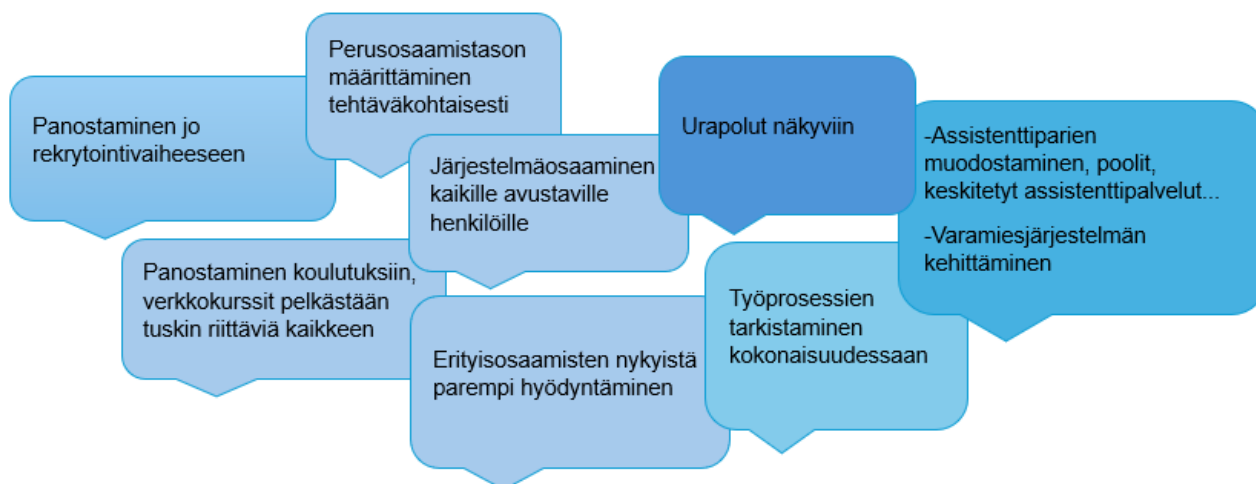 Panostaminen jo
rekrytointivaiheeseen
Perusosaamistason
määrittäminen
tehtäväkohtaisesti
Järjestelmäosaaminen
kaikille avustaville
henkilöille
Urapolut näkyviin
-Assistenttiparien
muodostaminen, poolit,
keskitetyt assistenttipalvelut...
-Varamiesjärjestelmän
kehittäminen
Panostaminen koulutuksiin,
verkkokurssit pelkästään
tuskin riittäviä kaikkeen
Erityisosaamisten nykyistä
parempi hyödyntäminen
Työprosessien
tarkistaminen
kokonaisuudessaan